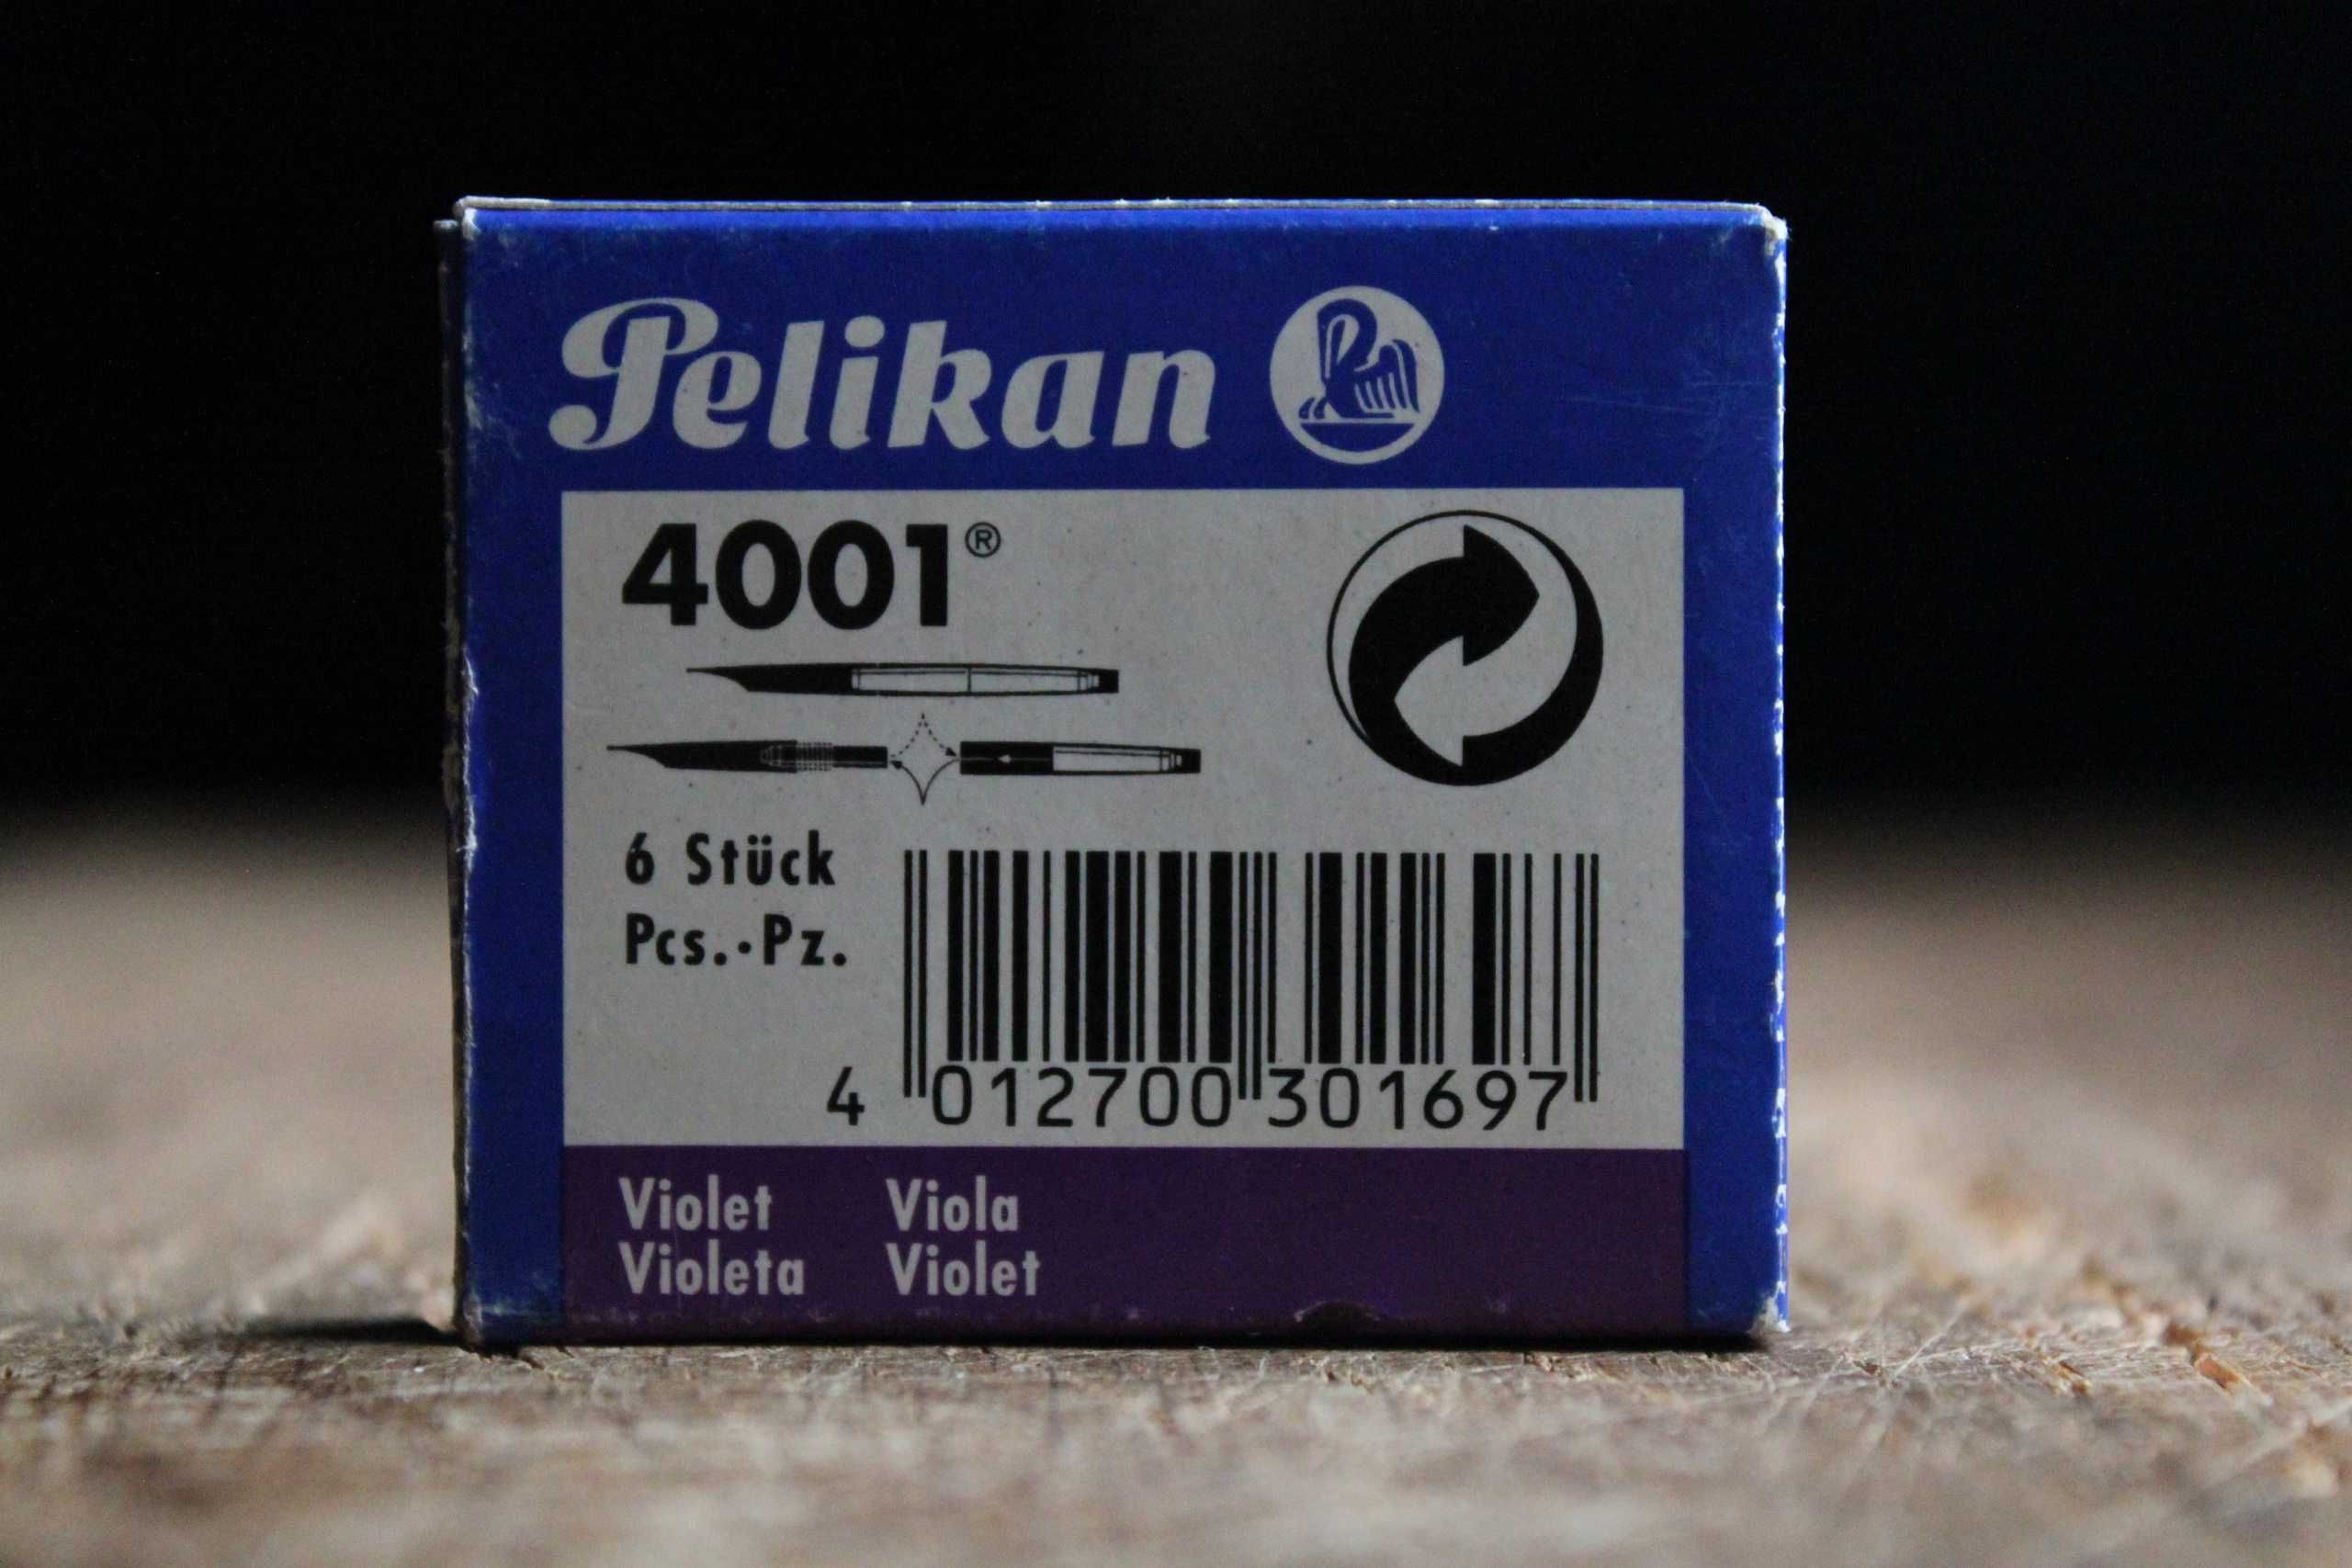 Pelikan
4001®
6 Stück
Pcs.·Pz.
4 012700 301697
Violet Viola
Violeta Violet